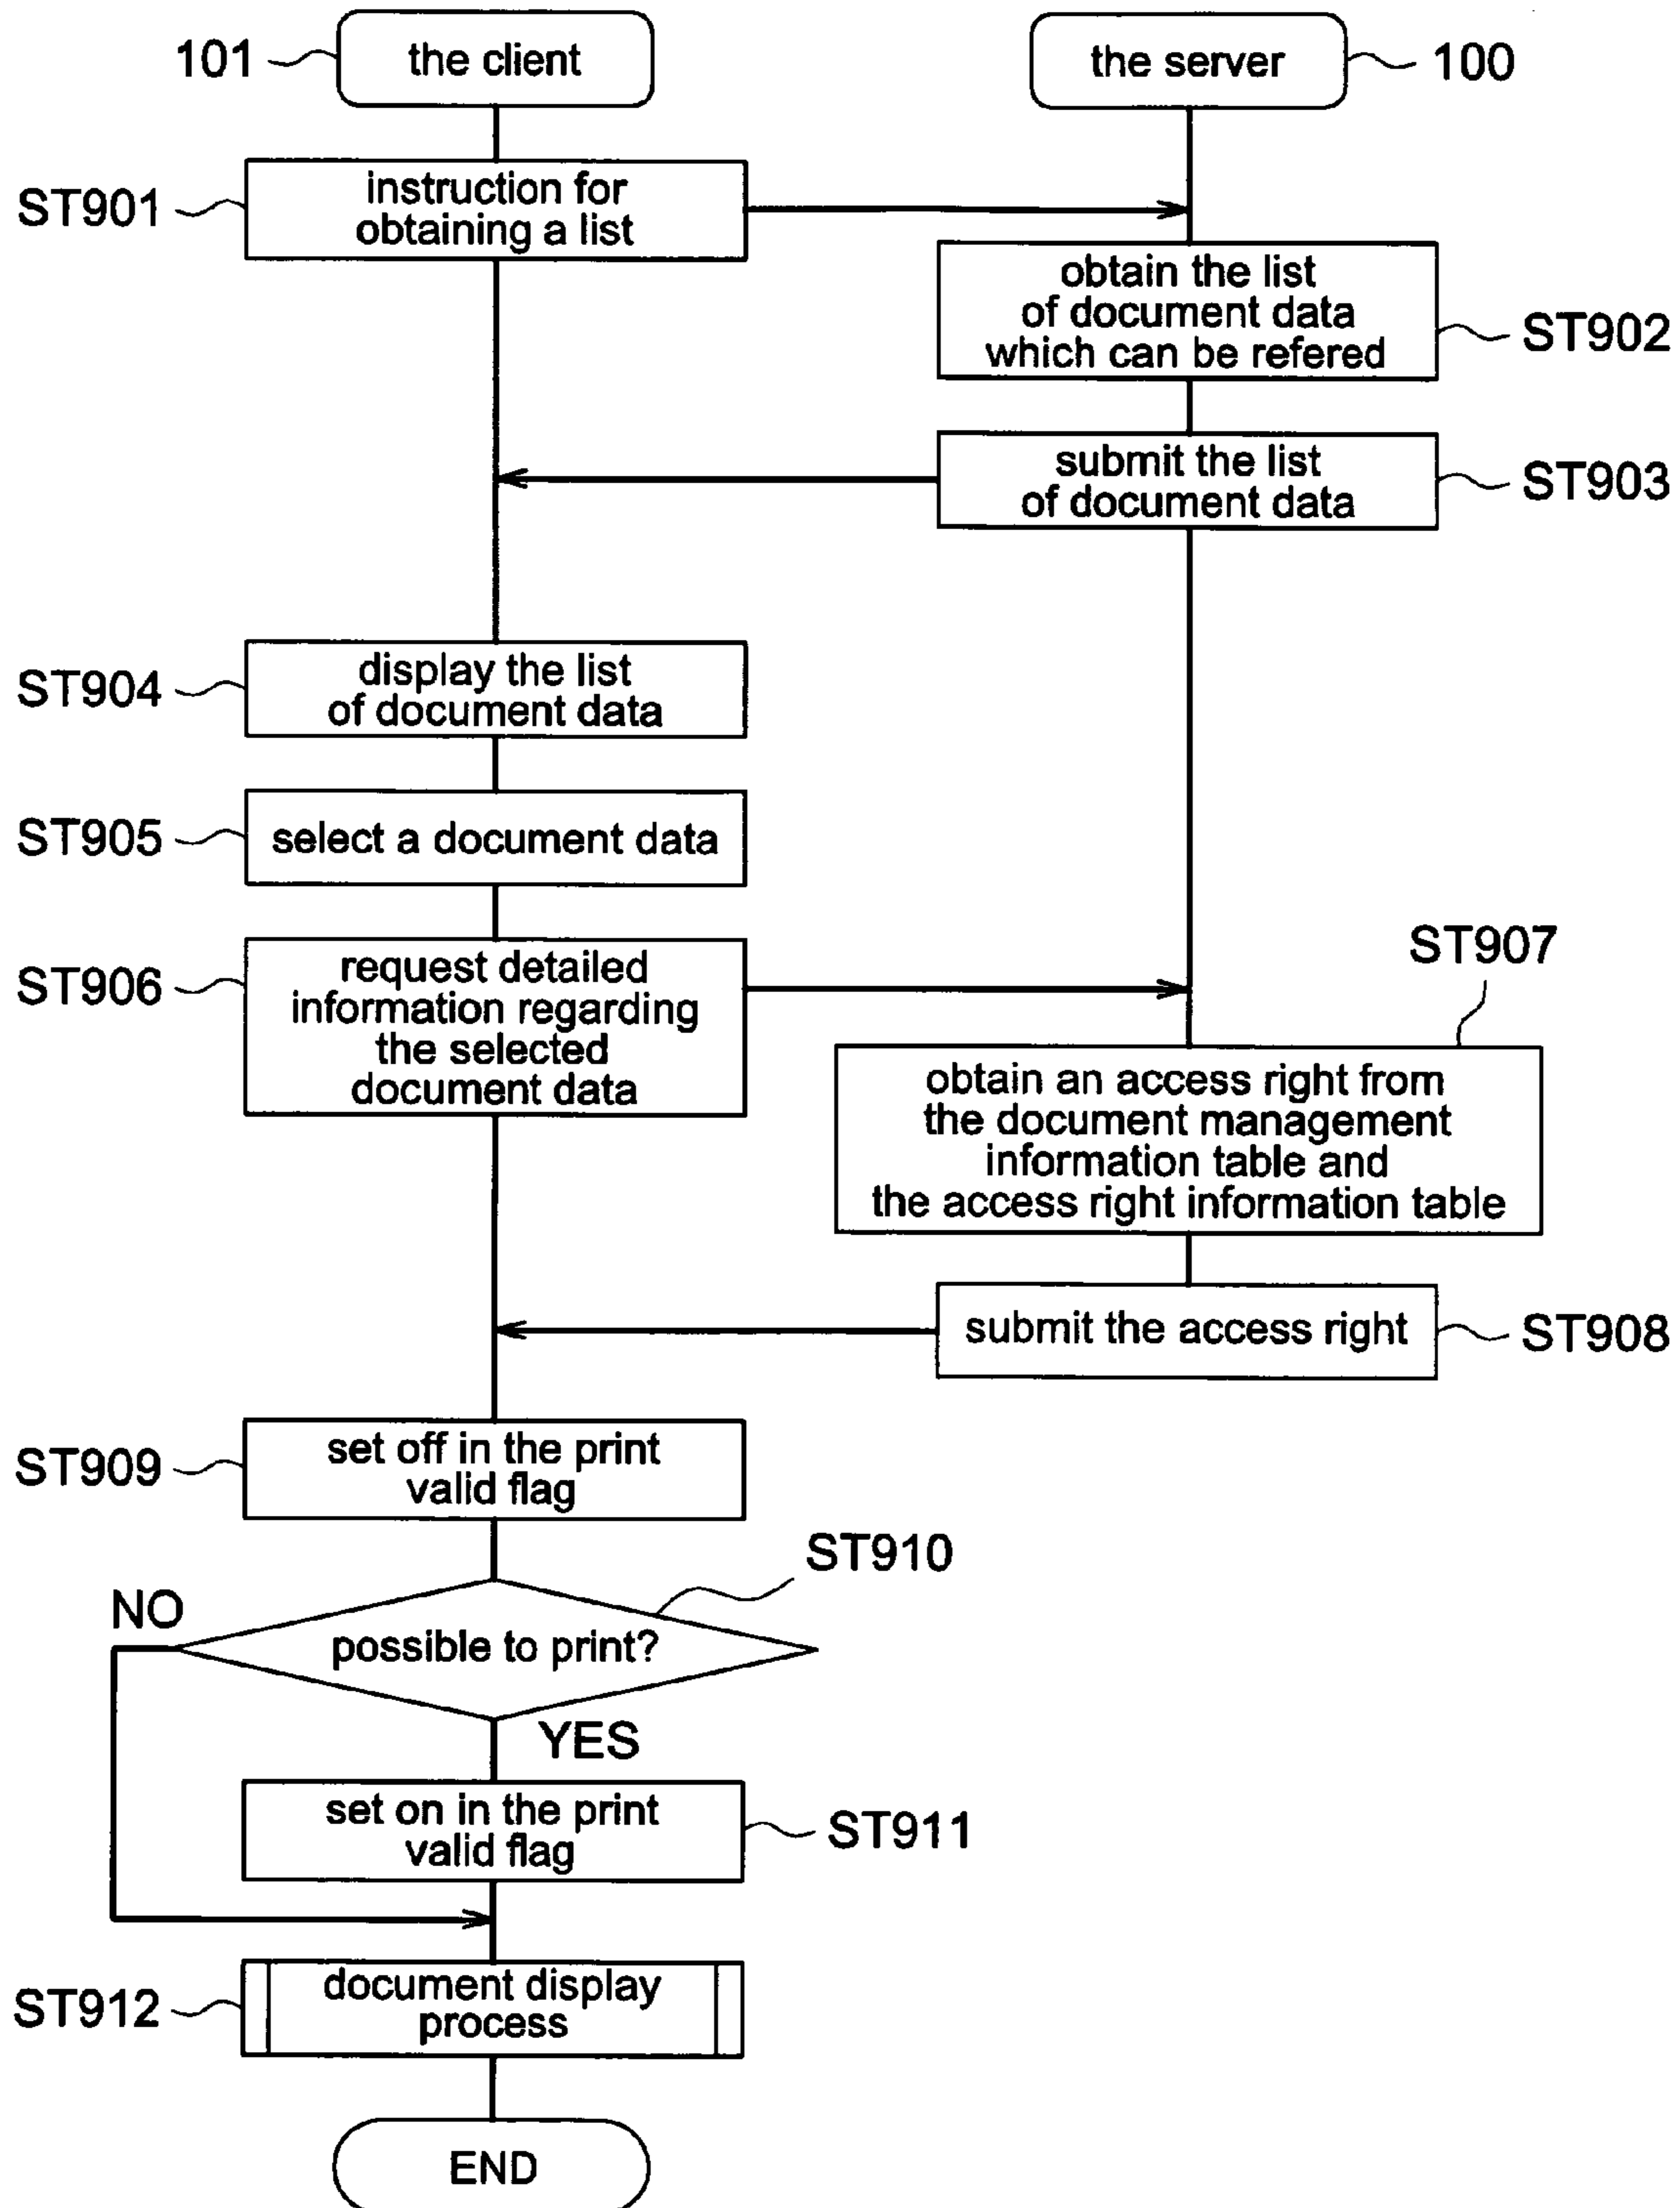 101
the client
the server
100
ST901
instruction for
obtaining a list
obtain the list
of document data
which can be refered
ST902
submit the list
of document data
ST903
ST904
display the list
of document data
ST905
select a document data
ST906
request detailed
information regarding
the selected
document data
ST907
obtain an access right from
the document management
information table and
the access right information table
submit the access right
ST908
ST909
set off in the print
valid flag
ST910
NO
possible to print?
YES
set on in the print
valid flag
ST911
ST912
document display
process
END